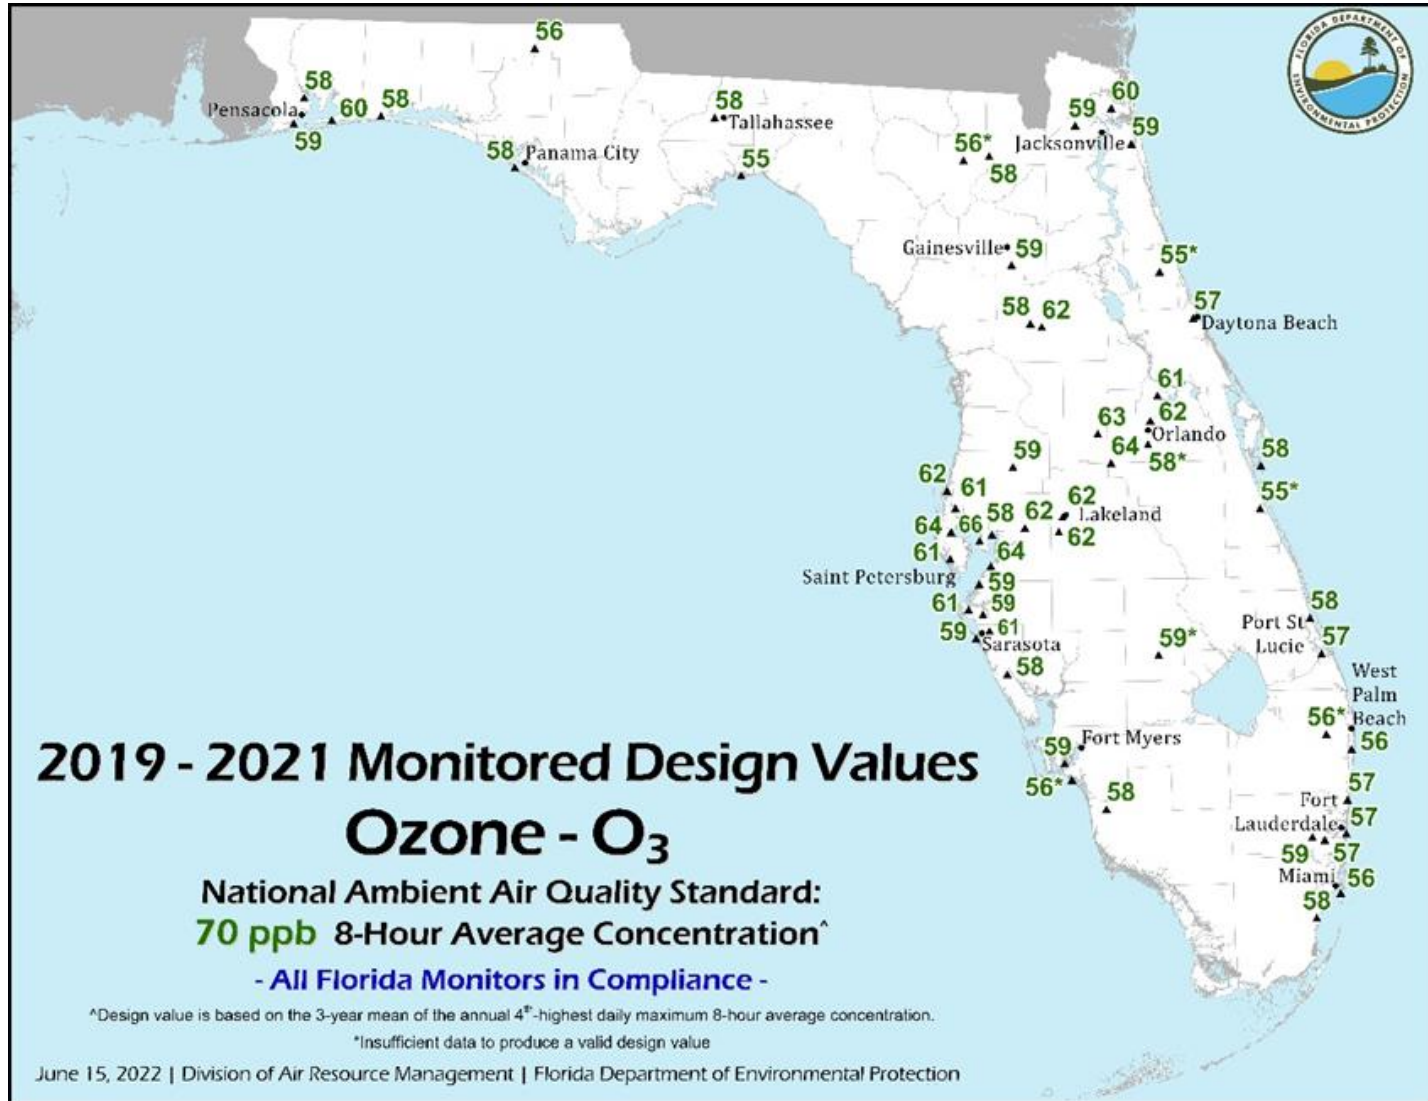 FLORIDA DEPARTMENT OF
ENVIRONMENTAL PROTECTION
56
58
Pensacola
60
58
59
58
Tallahassee
58
Panama City
55
56*
58
59
60
Jacksonville
59
Gainesville
59
55*
58
62
57
Daytona Beach
61
62
63
Orlando
64
58*
59
58
62
61
62
55*
64
66
58
62
Lakeland
62
61
64
Saint Petersburg
59
61
59
58
59
61
Sarasota
Port St
Lucie
57
59*
58
West
Palm
Beach
56*
56
59
Fort Myers
56*
58
57
Fort
Lauderdale
57
59
57
Miami
56
58
2019 - 2021 Monitored Design Values
Ozone - O₃
National Ambient Air Quality Standard:
70 ppb 8-Hour Average Concentration^
- All Florida Monitors in Compliance -
^Design value is based on the 3-year mean of the annual 4th-highest daily maximum 8-hour average concentration.
*Insufficient data to produce a valid design value
June 15, 2022 | Division of Air Resource Management | Florida Department of Environmental Protection